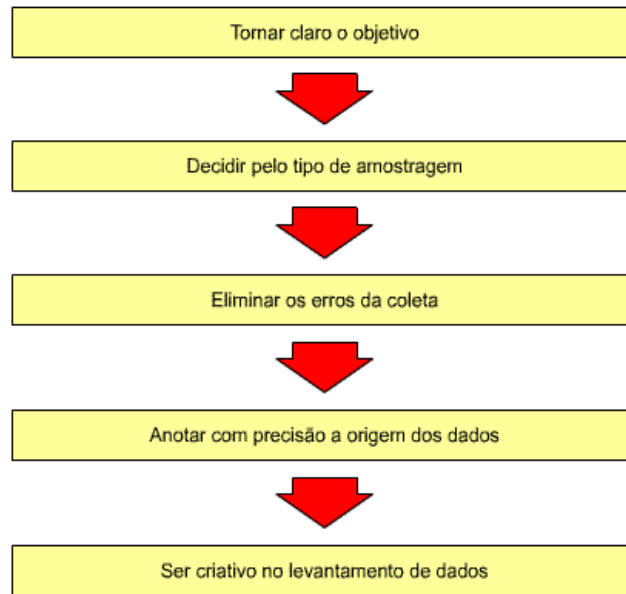 Tornar claro o objetivo
Decidir pelo tipo de amostragem
Eliminar os erros da coleta
Anotar com precisão a origem dos dados
Ser criativo no levantamento de dados